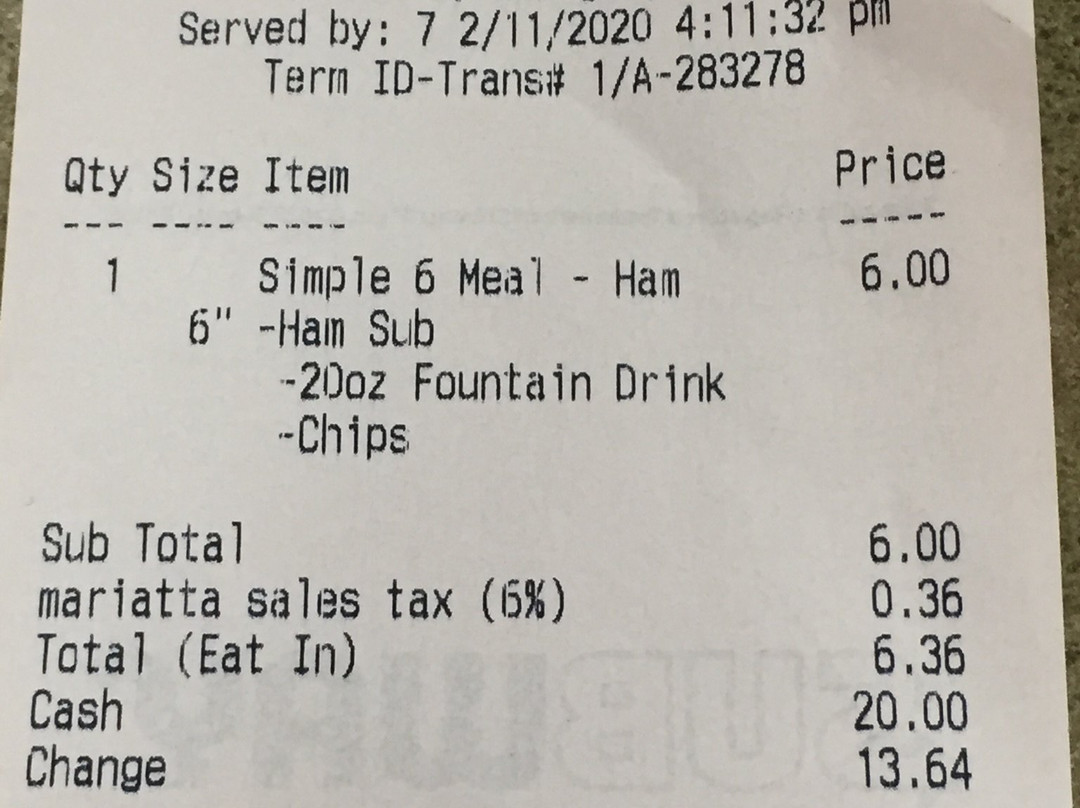 Served by: 7 2/11/2020 4:11:32 pm
Term ID-Trans# 1/A-283278
Qty Size Item Price
--- ---- ---- -----
1 Simple 6 Meal - Ham 6.00
6" -Ham Sub
-20oz Fountain Drink
-Chips
Sub Total 6.00
mariatta sales tax (6%) 0.36
Total (Eat In) 6.36
Cash 20.00
Change 13.64
SUBWAY